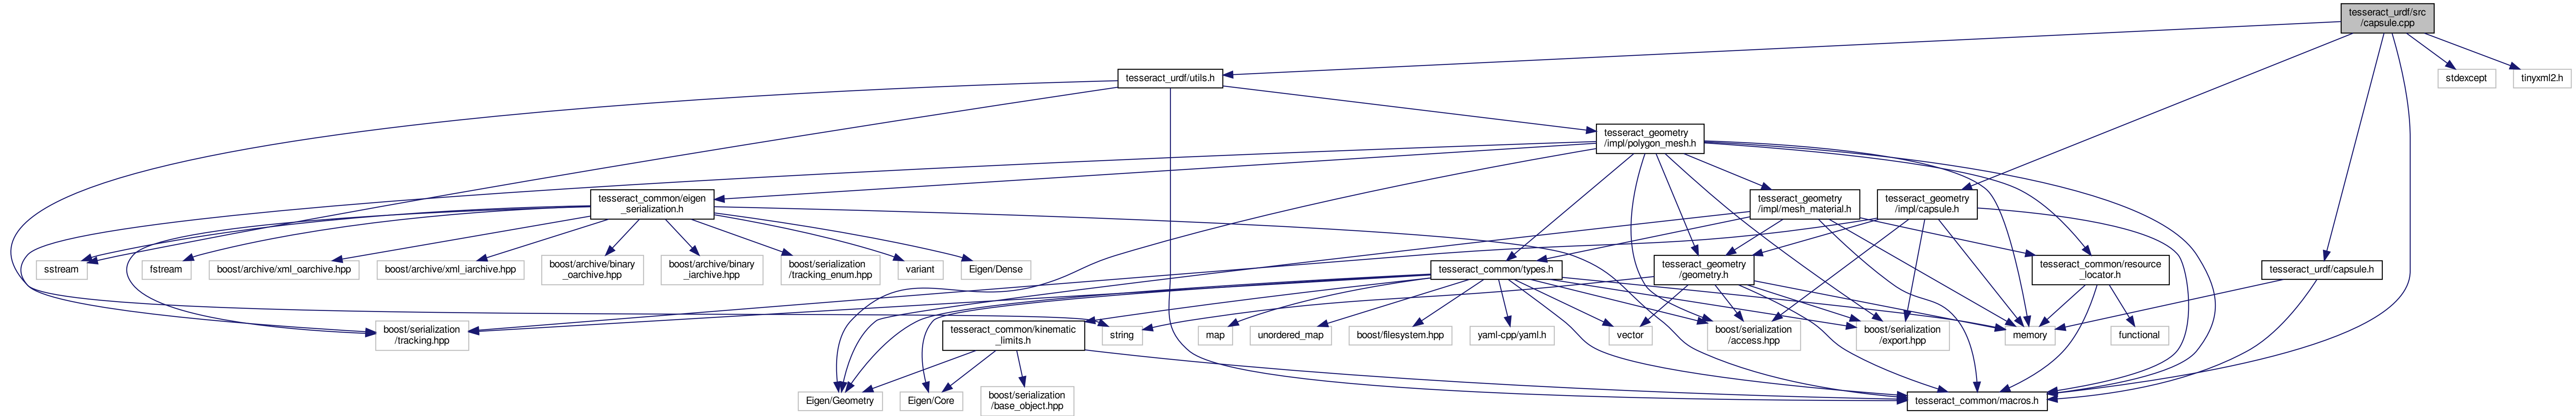 tesseract_urdf/src
/capsule.cpp
tesseract_urdf/utils.h
stdexcept
tinyxml2.h
tesseract_geometry
/impl/polygon_mesh.h
tesseract_common/eigen
_serialization.h
tesseract_geometry
/impl/mesh_material.h
tesseract_geometry
/impl/capsule.h
sstream
fstream
boost/archive/xml_oarchive.hpp
boost/archive/xml_iarchive.hpp
boost/archive/binary
_oarchive.hpp
boost/archive/binary
_iarchive.hpp
boost/serialization
/tracking_enum.hpp
variant
Eigen/Dense
tesseract_common/types.h
tesseract_geometry
/geometry.h
tesseract_common/resource
_locator.h
tesseract_urdf/capsule.h
boost/serialization
/tracking.hpp
tesseract_common/kinematic
_limits.h
string
map
unordered_map
boost/filesystem.hpp
yaml-cpp/yaml.h
vector
boost/serialization
/access.hpp
boost/serialization
/export.hpp
memory
functional
Eigen/Geometry
Eigen/Core
boost/serialization
/base_object.hpp
tesseract_common/macros.h